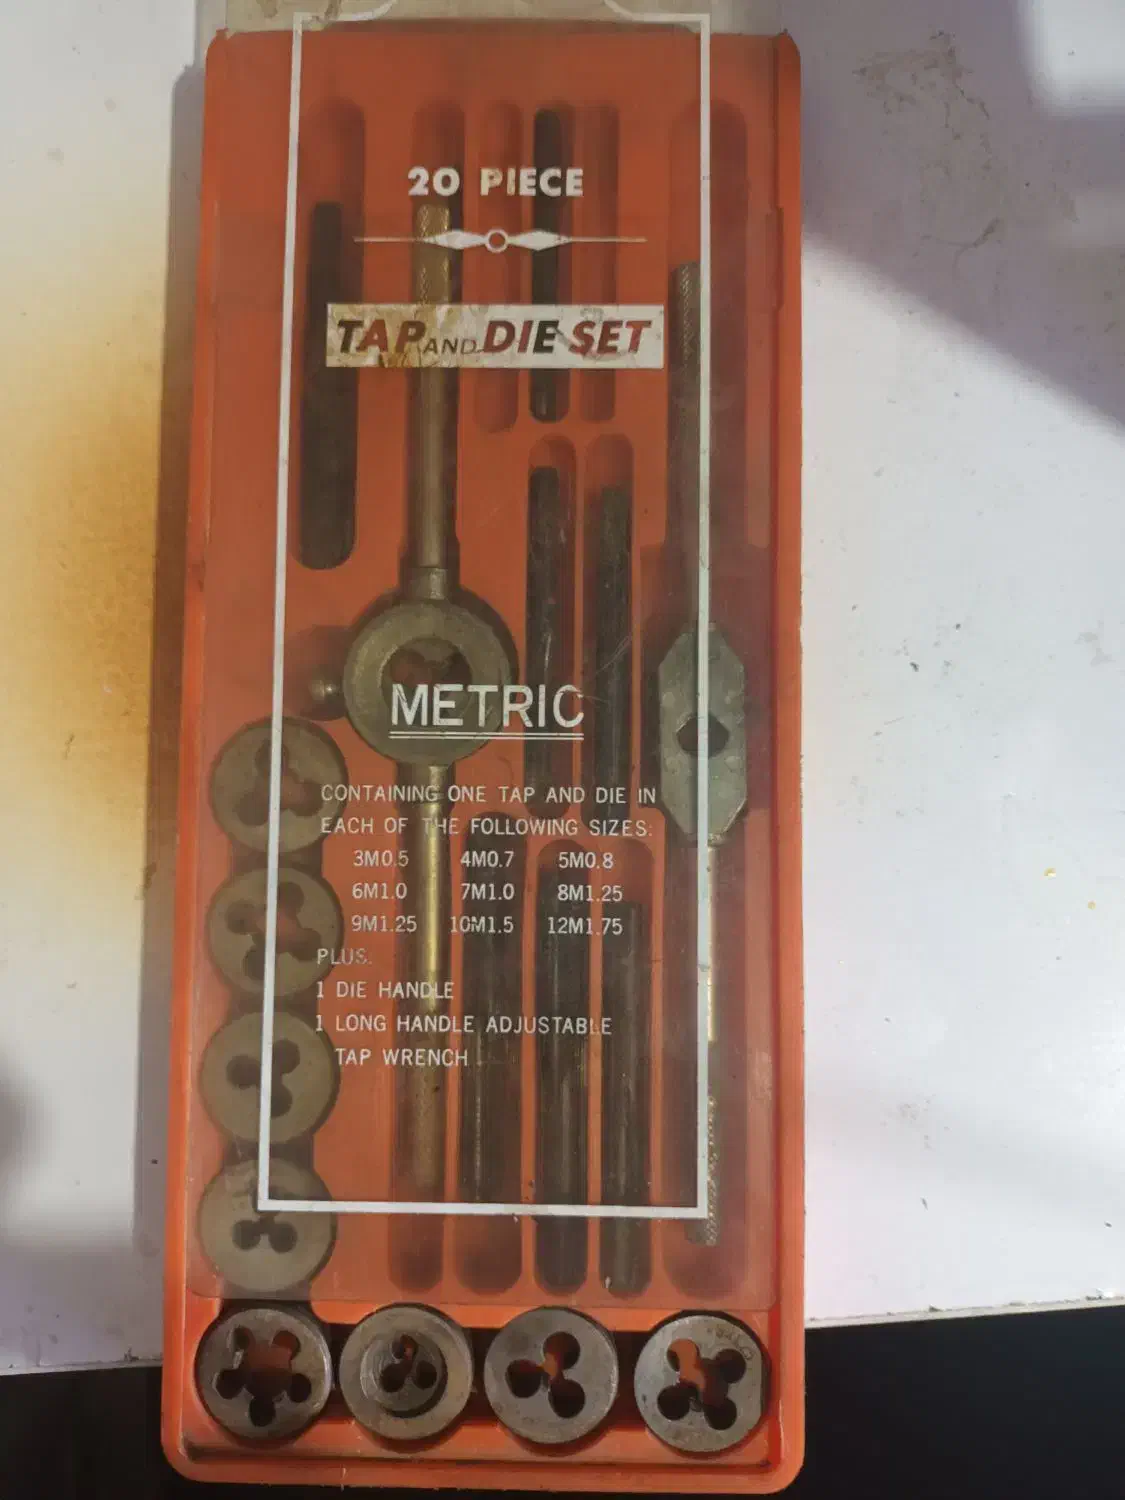 20 PIECE
TAP AND DIE SET
METRIC
CONTAINING ONE TAP AND DIE IN
EACH OF THE FOLLOWING SIZES:
3M0.5 4M0.7 5M0.8
6M1.0 7M1.0 8M1.25
9M1.25 10M1.5 12M1.75
PLUS:
1 DIE HANDLE
1 LONG HANDLE ADJUSTABLE
TAP WRENCH